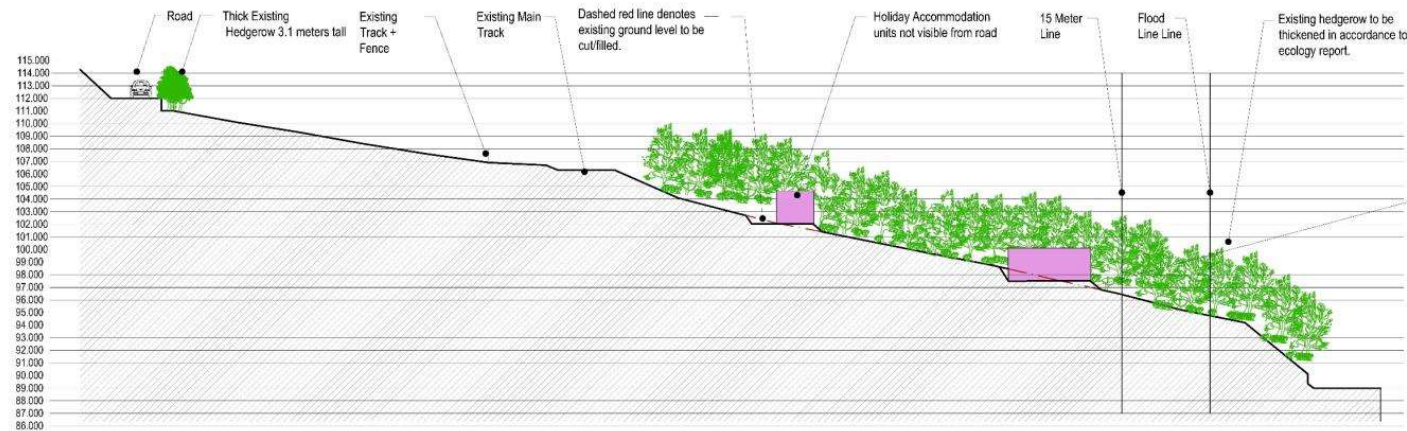 Road
Thick Existing
Hedgerow 3.1 meters tall
Existing
Track +
Fence
Existing Main
Track
Dashed red line denotes
existing ground level to be
cut/filled.
Holiday Accommodation
units not visible from road
15 Meter
Line
Flood
Line Line
Existing hedgerow to be
thickened in accordance to
ecology report.
115.000
114.000
113.000
112.000
111.000
110.000
109.000
108.000
107.000
106.000
105.000
104.000
103.000
102.000
101.000
100.000
99.000
98.000
97.000
96.000
95.000
94.000
93.000
92.000
91.000
90.000
89.000
88.000
87.000
86.000